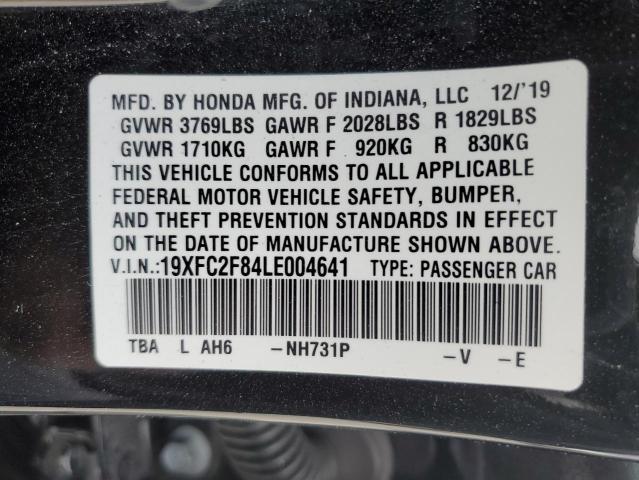 MFD. BY HONDA MFG. OF INDIANA, LLC 12/'19
GVWR 3769LBS GAWR F 2028LBS R 1829LBS
GVWR 1710KG GAWR F 920KG R 830KG
THIS VEHICLE CONFORMS TO ALL APPLICABLE
FEDERAL MOTOR VEHICLE SAFETY, BUMPER,
AND THEFT PREVENTION STANDARDS IN EFFECT
ON THE DATE OF MANUFACTURE SHOWN ABOVE.
V.I.N.:19XFC2F84LE004641 TYPE: PASSENGER CAR
TBA L AH6 -NH731P -V -E